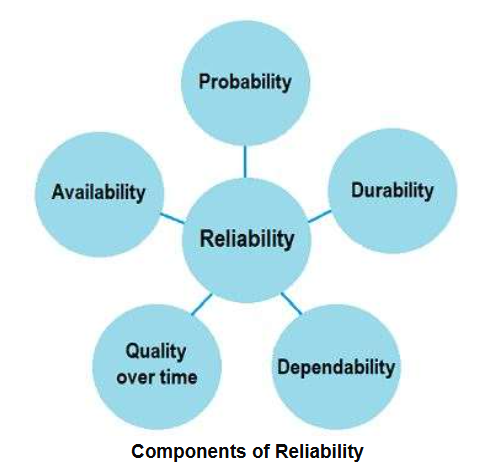 Probability
Availability
Durability
Reliability
Quality
over time
Dependability
Components of Reliability